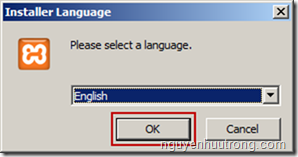 Installer Language
Please select a language.
English
OK
Cancel
nguyenhuutrong.com